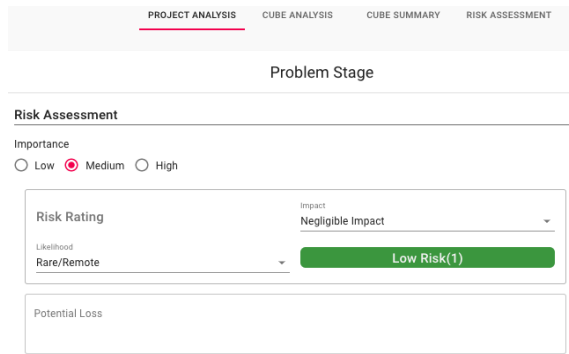 PROJECT ANALYSIS CUBE ANALYSIS CUBE SUMMARY RISK ASSESSMENT
Problem Stage
Risk Assessment
Importance
Low Medium High
Risk Rating
Impact
Negligible Impact
Likelihood
Rare/Remote
Low Risk(1)
Potential Loss